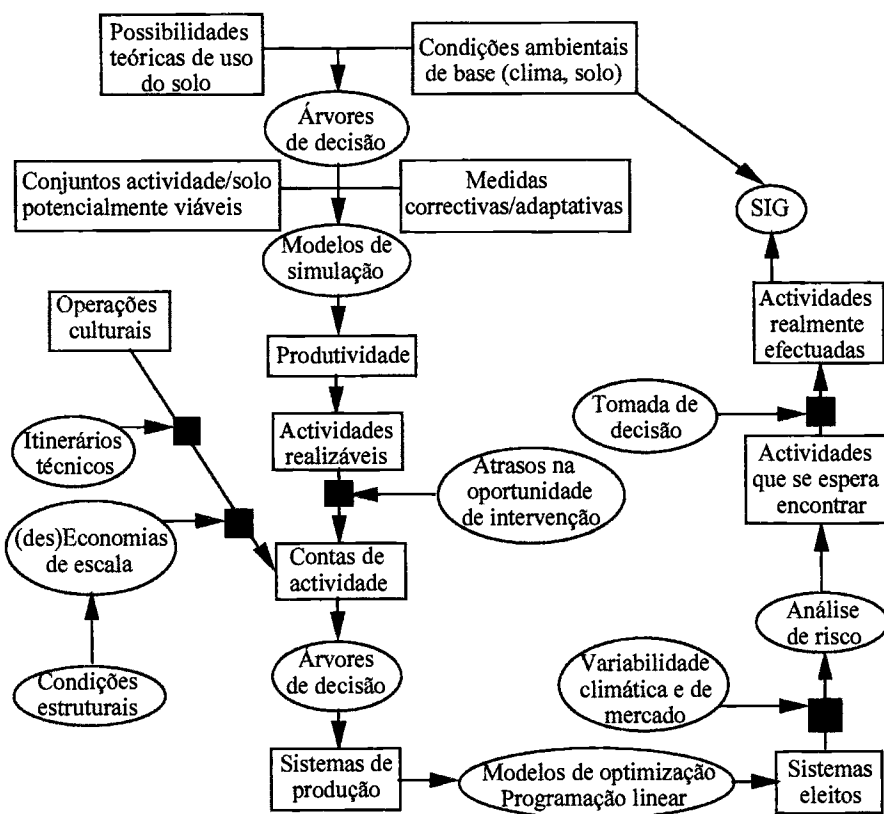 Possibilidades
teóricas de uso
do solo
Condições ambientais
de base (clima, solo)
Árvores
de decisão
Conjuntos actividade/solo
potencialmente viáveis
Medidas
correctivas/adaptativas
SIG
Modelos de
simulação
Operações
culturais
Produtividade
Actividades
realmente
efectuadas
Itinerários
técnicos
Actividades
realizáveis
Tomada de
decisão
Atrasos na
oportunidade
de intervenção
Actividades
que se espera
encontrar
(des)Economias
de escala
Contas de
actividade
Análise
de risco
Condições
estruturais
Árvores
de decisão
Variabilidade
climática e de
mercado
Sistemas de
produção
Modelos de optimização
Programação linear
Sistemas
eleitos